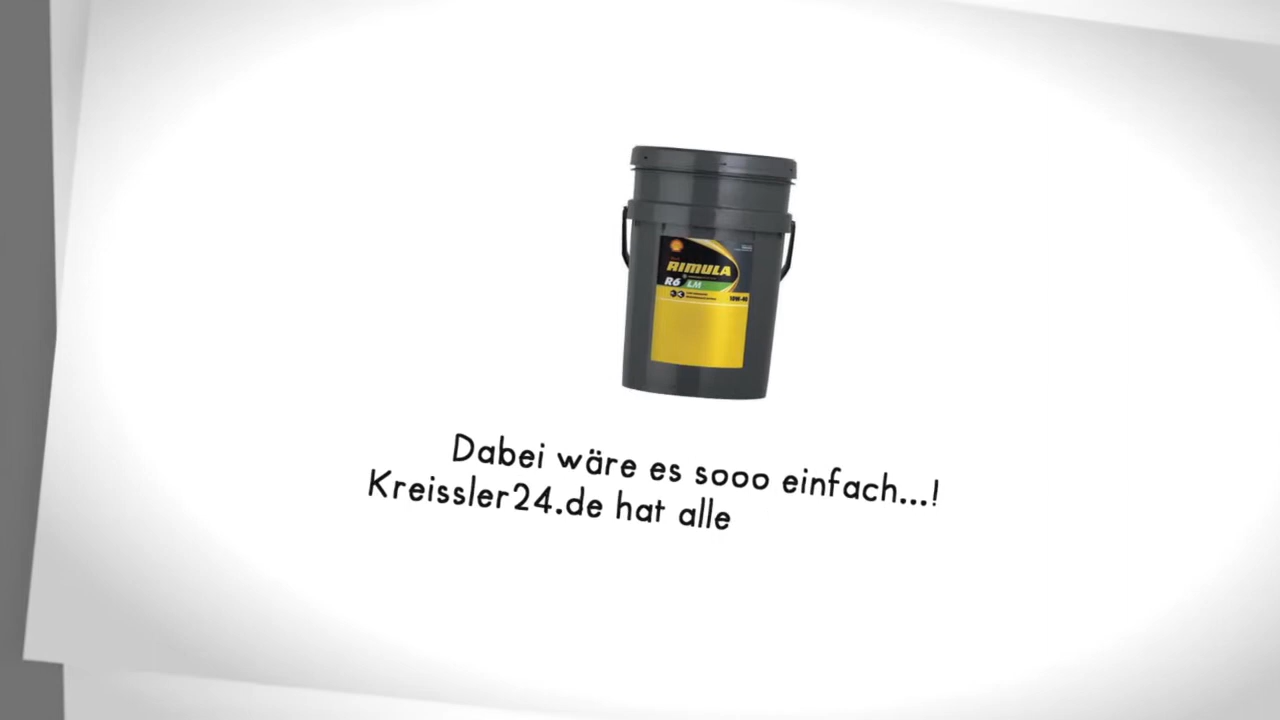 RIMULA
R6 LM
10W-40
Dabei wäre es sooo einfach...!
Kreissler24.de hat alle